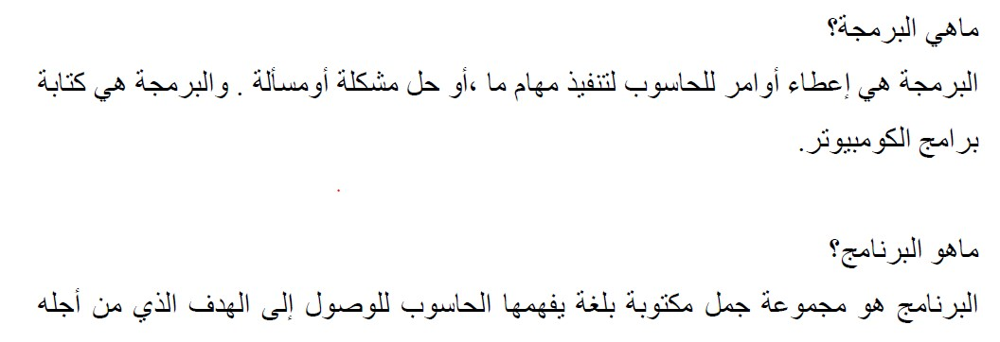 ماهي البرمجة؟
البرمجة هي إعطاء أوامر للحاسوب لتنفيذ مهام ما ،أو حل مشكلة أومسألة . والبرمجة هي كتابة
برامج الكومبيوتر.
ماهو البرنامج؟
البرنامج هو مجموعة جمل مكتوبة بلغة يفهمها الحاسوب للوصول إلى الهدف الذي من أجله